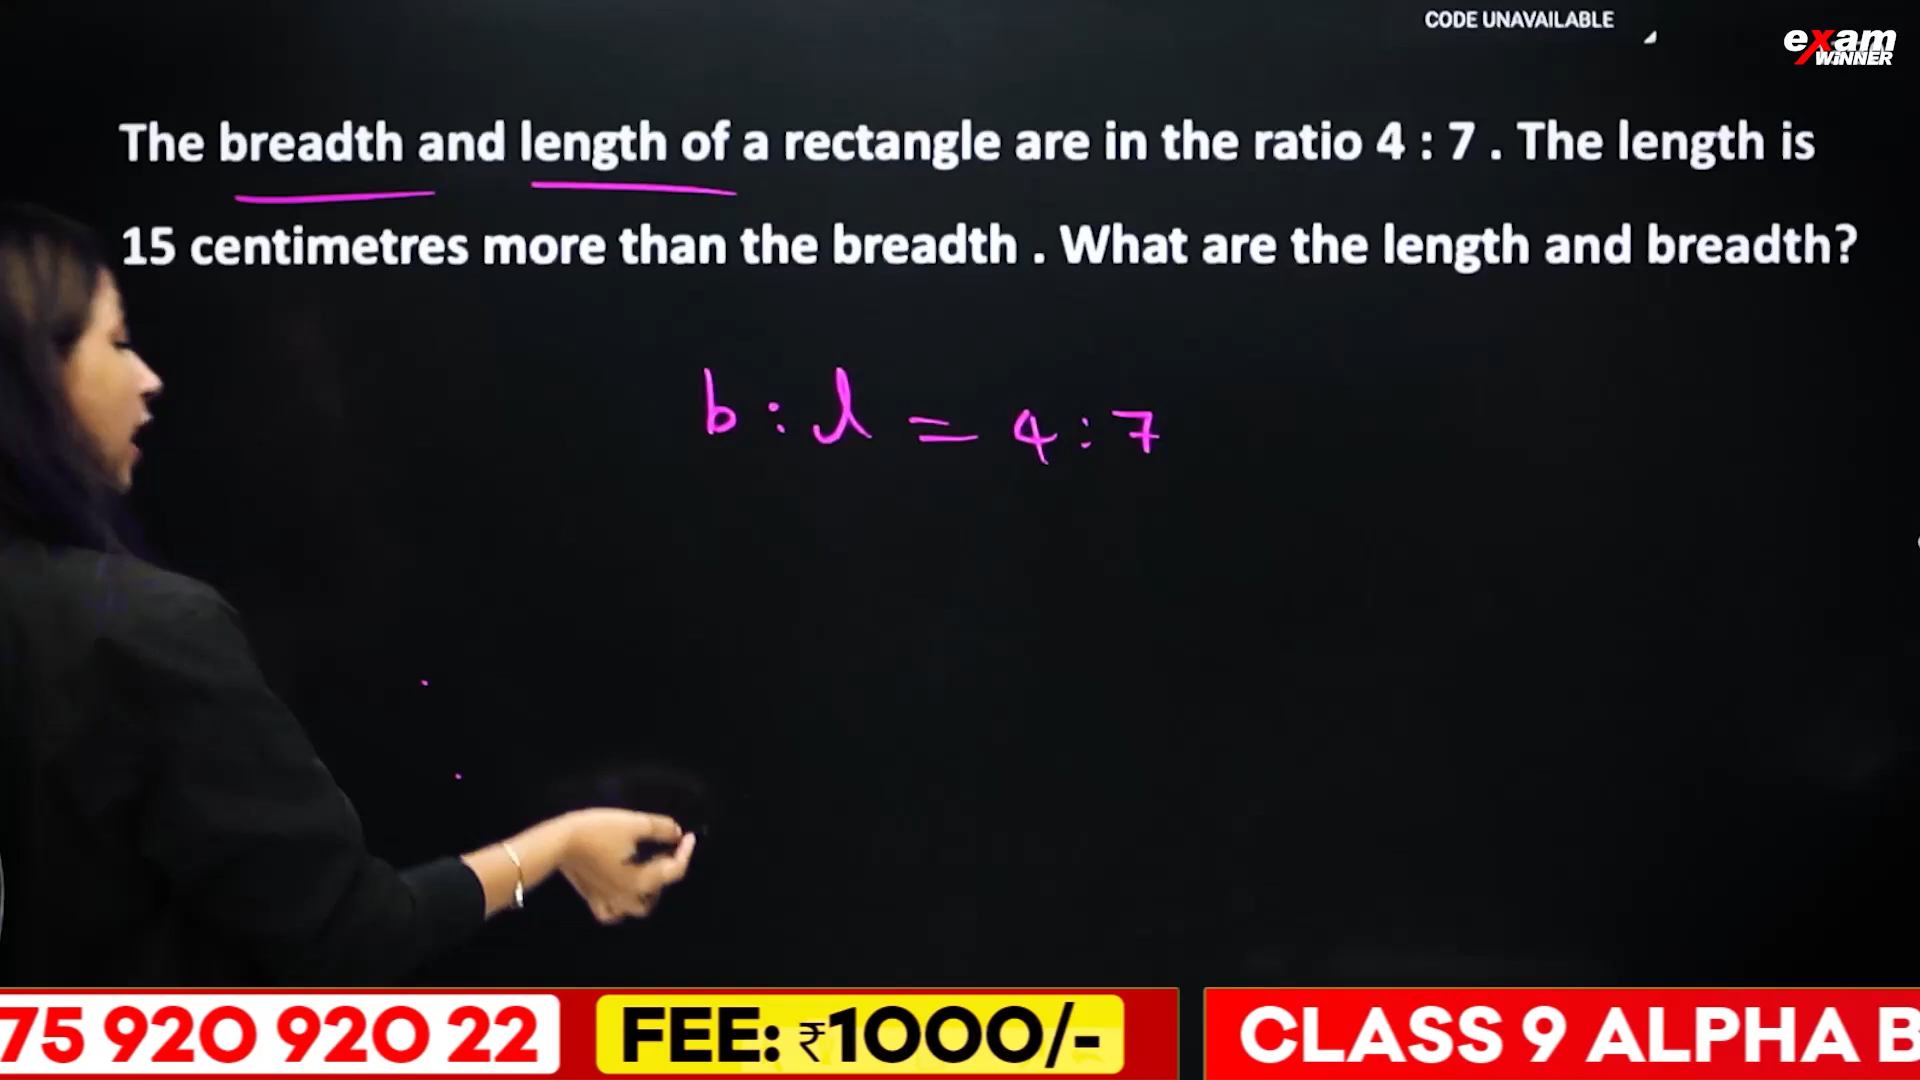 CODE UNAVAILABLE
exam
WINNER
The breadth and length of a rectangle are in the ratio 4 : 7 . The length is
15 centimetres more than the breadth . What are the length and breadth?
b : l = 4 : 7
75 920 920 22
FEE: ₹1000/-
CLASS 9 ALPHA B